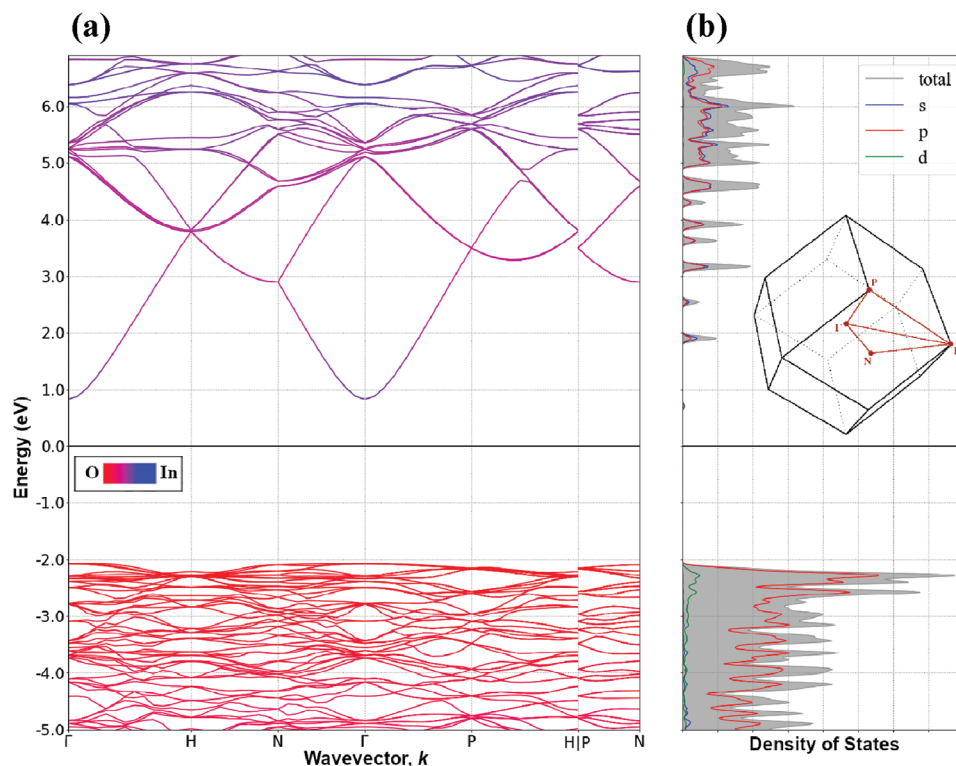 (a)
(b)
Energy (eV)
6.0
5.0
4.0
3.0
2.0
1.0
0.0
-1.0
-2.0
-3.0
-4.0
-5.0
O In
Γ H N Γ P H|P N
Wavevector, k
total
s
p
d
P
N
Density of States